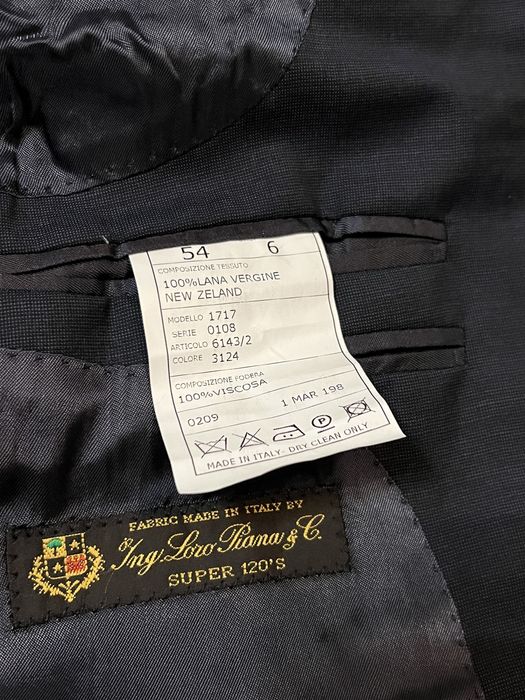 54 6
COMPOSIZIONE TESSUTO
100%LANA VERGINE
NEW ZELAND
MODELLO 1717
SERIE 0108
ARTICOLO 6143/2
COLORE 3124
COMPOSIZIONE FODERA
100%VISCOSA
0209 1 MAR 198
MADE IN ITALY- DRY CLEAN ONLY
FABRIC MADE IN ITALY BY
Ing. Loro Piana & C.
SUPER 120'S